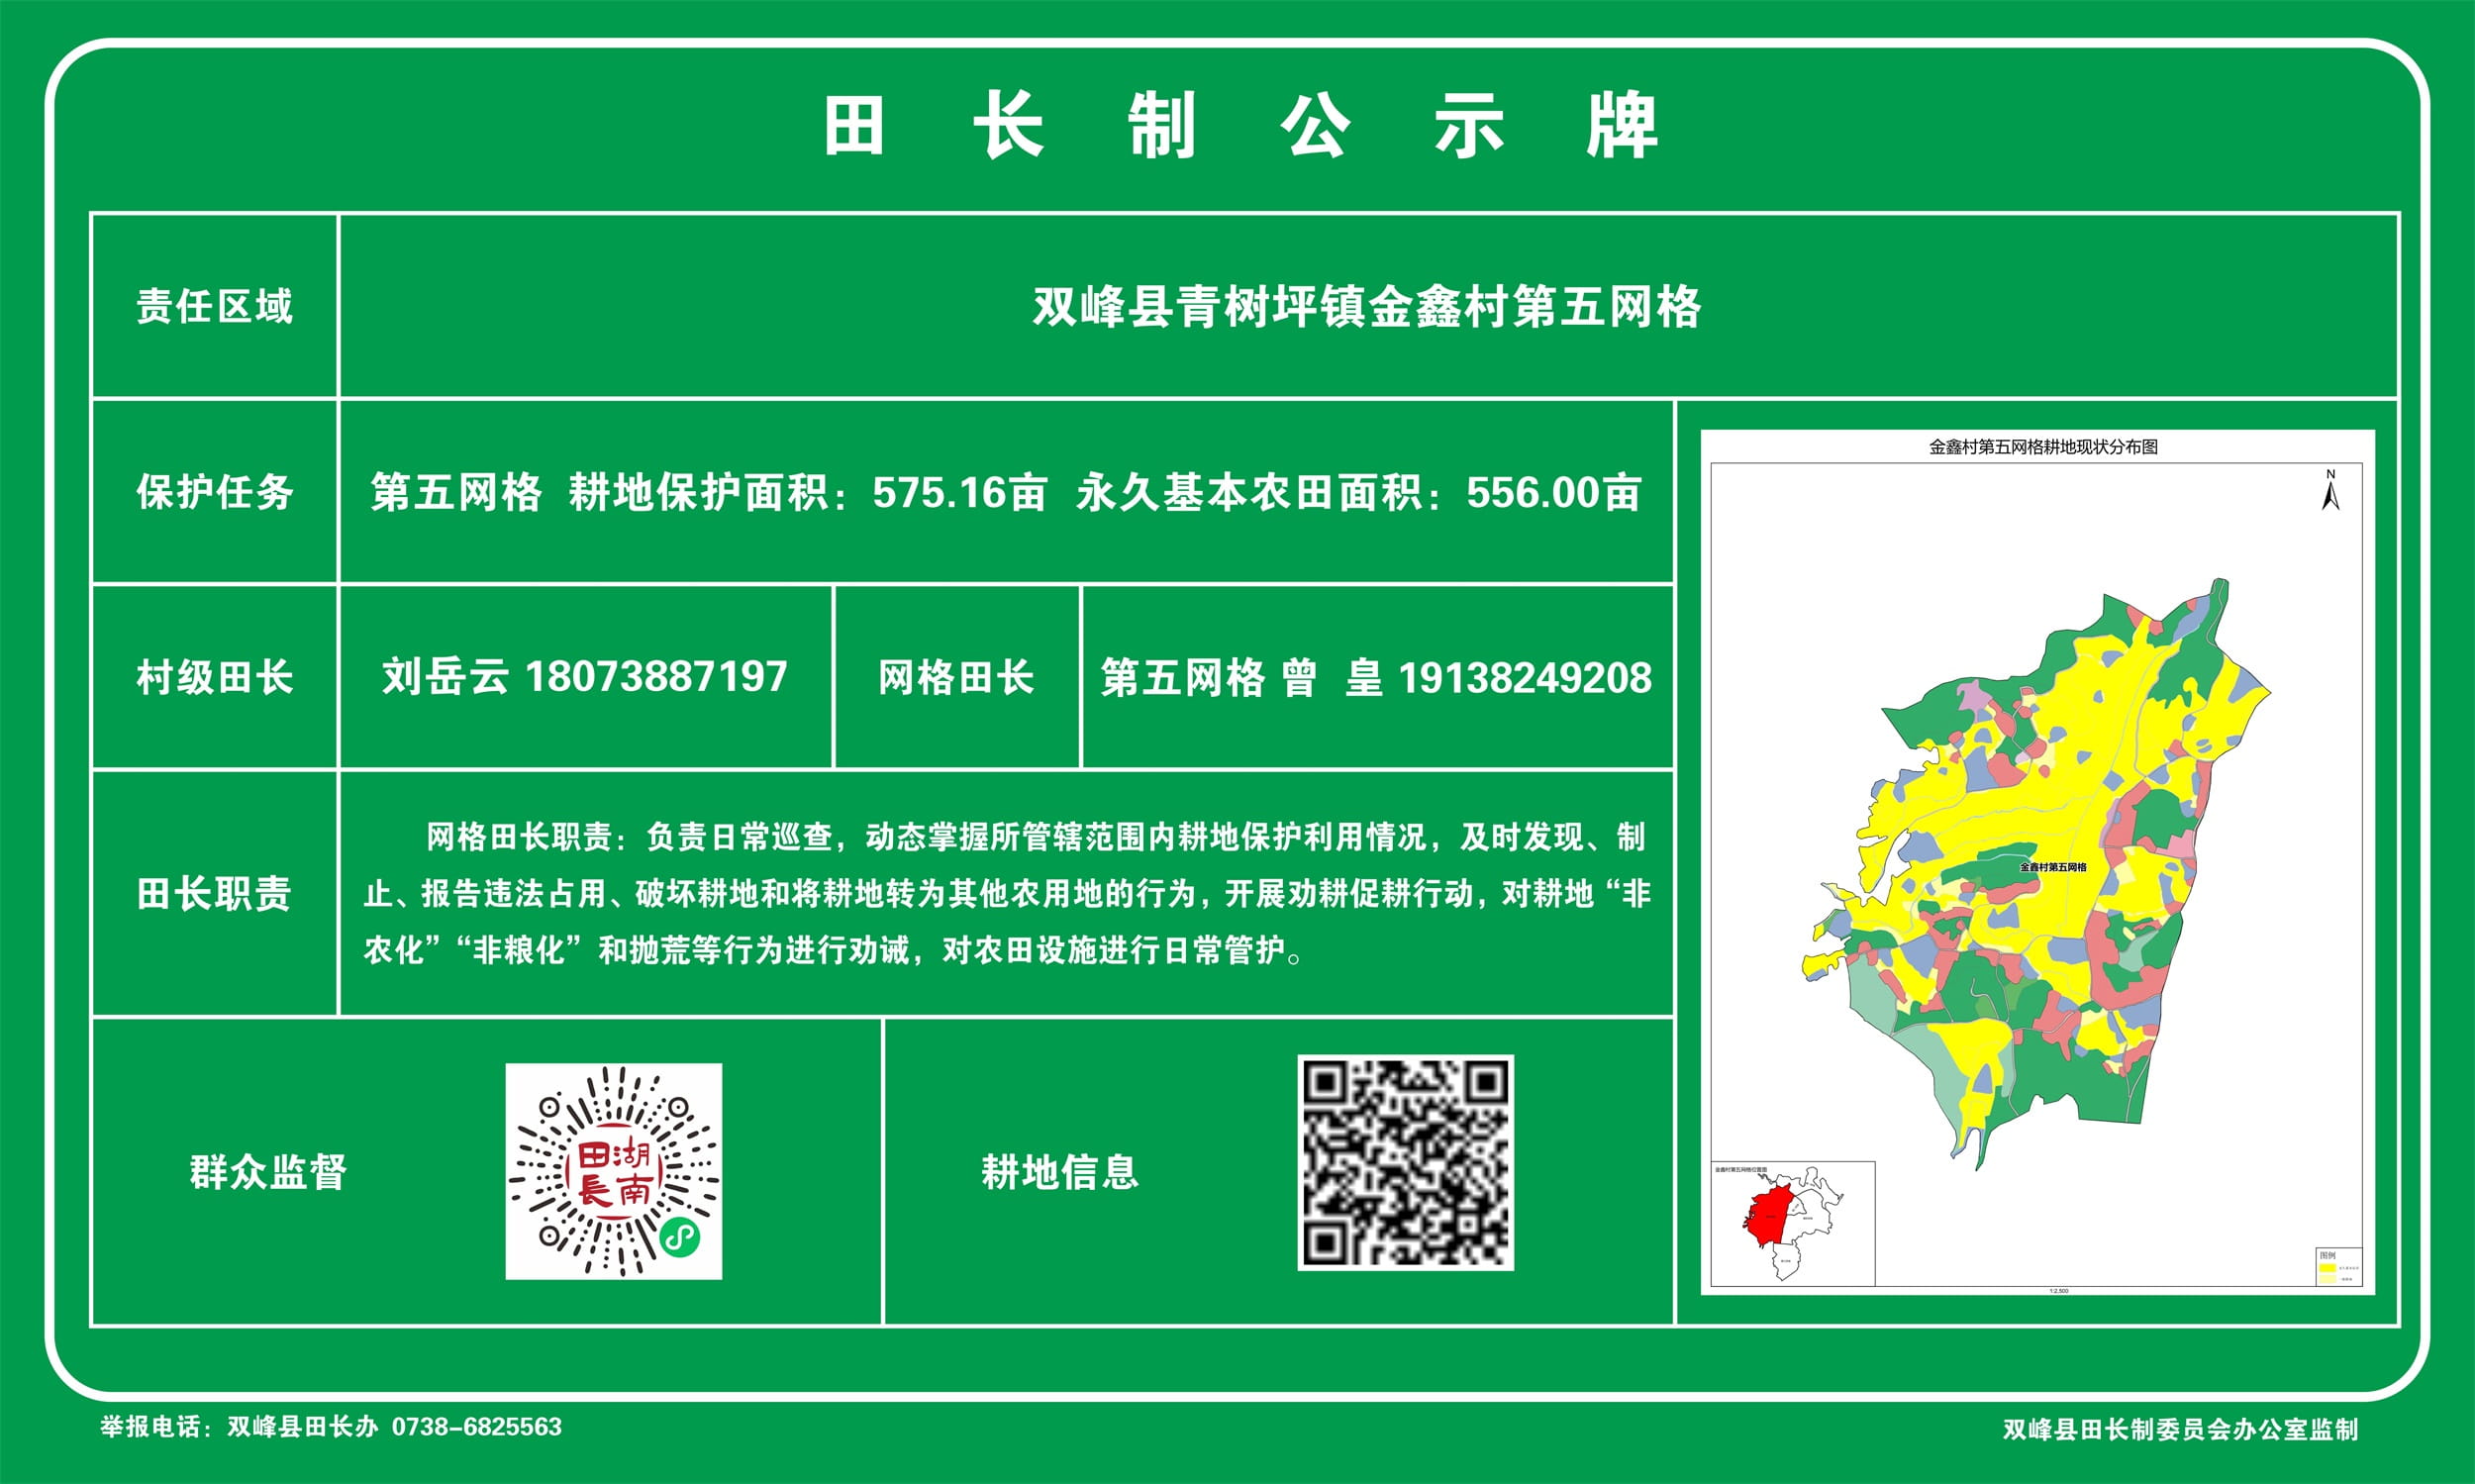 田长制公示牌
责任区域
双峰县青树坪镇金鑫村第五网格
保护任务
第五网格 耕地保护面积：575.16亩 永久基本农田面积：556.00亩
村级田长
刘岳云 18073887197
网格田长
第五网格 曾 皇 19138249208
田长职责
网格田长职责：负责日常巡查，动态掌握所管辖范围内耕地保护利用情况，及时发现、制
止、报告违法占用、破坏耕地和将耕地转为其他农用地的行为，开展劝耕促耕行动，对耕地“非
农化”“非粮化”和抛荒等行为进行劝诫，对农田设施进行日常管护。
群众监督
田湖
長南
耕地信息
金鑫村第五网格耕地现状分布图
N
金鑫村第五网格
金鑫村第五网格位置图
图例
1:2,500
举报电话：双峰县田长办 0738-6825563
双峰县田长制委员会办公室监制